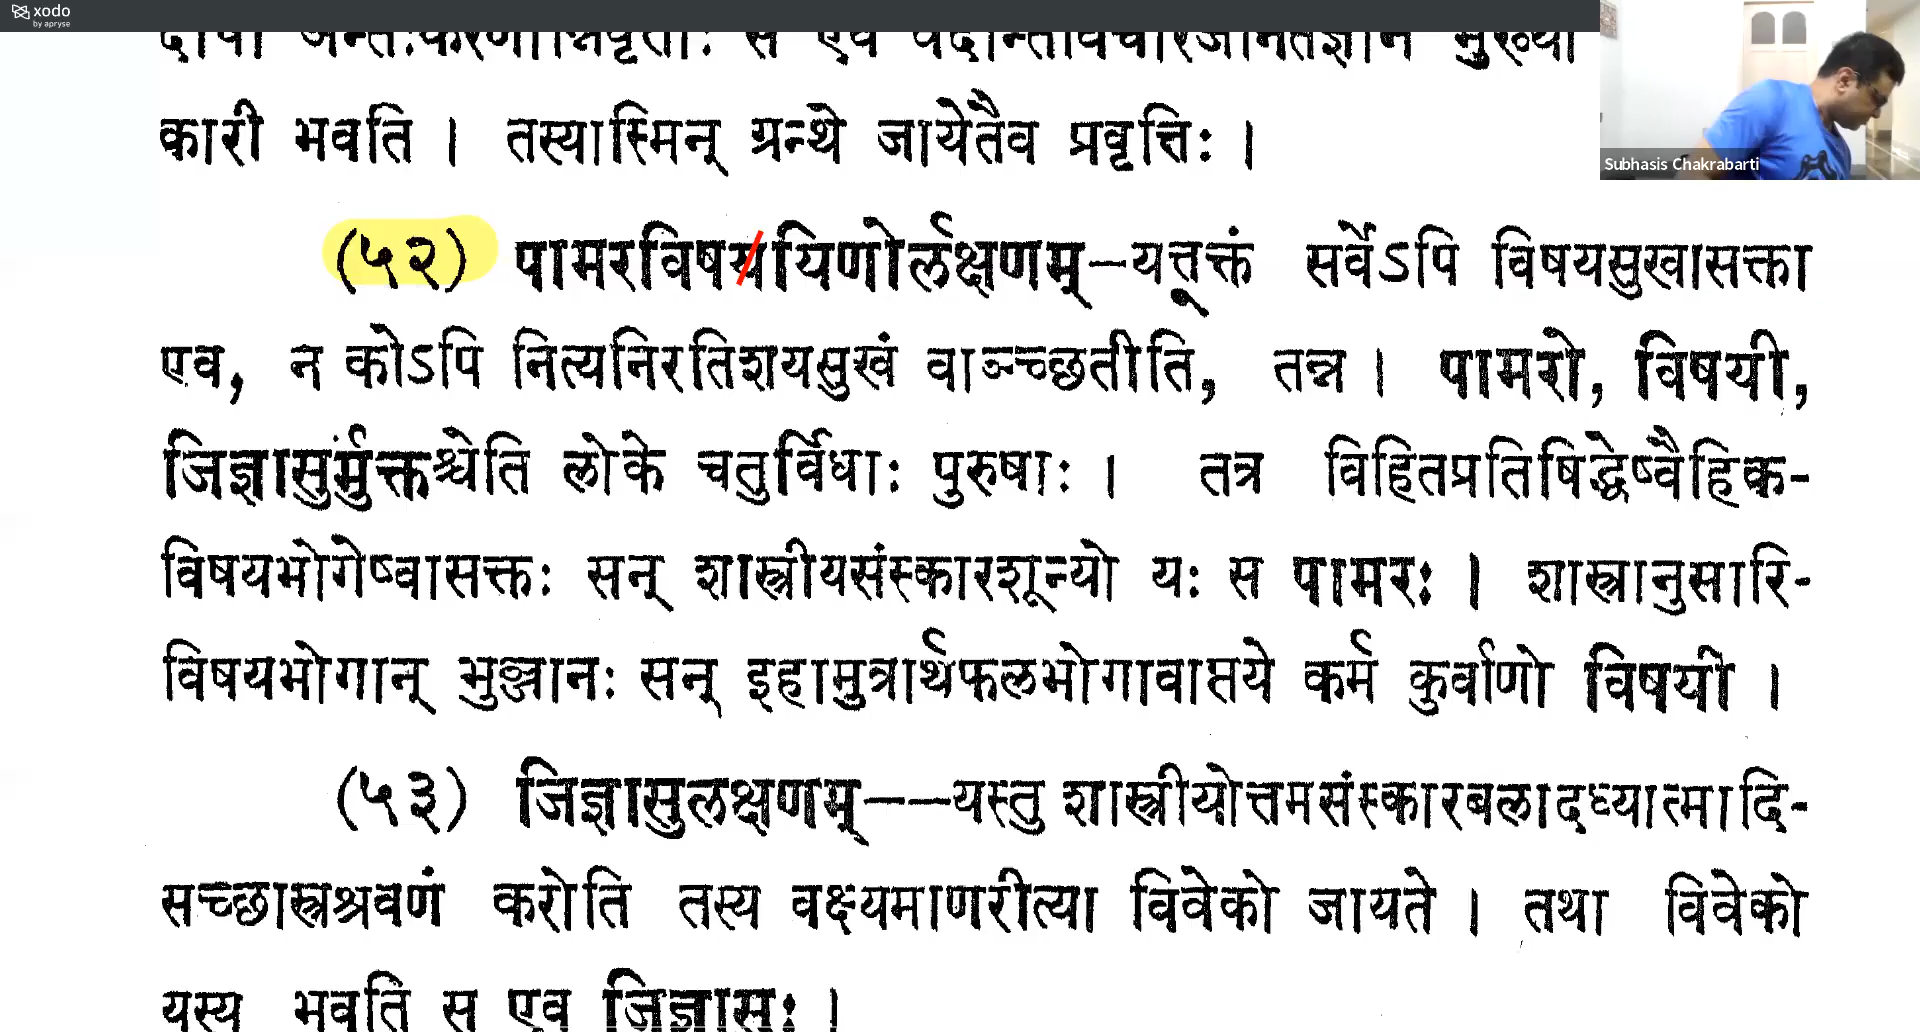 xodo
by apryse
Subhasis Chakrabarti
कारी भवति । तस्यास्मिन् ग्रन्थे जायेतैव प्रवृत्तिः ।
(५२) पामरविषययिणोर्लक्षणम्—यत्तूक्तं सर्वेऽपि विषयसुखासक्ता
एव, न कोऽपि नित्यनिरतिशयसुखं वाञ्च्छतीति, तन्न । पामरो, विषयी,
जिज्ञासुर्मुक्तश्चेति लोके चतुर्विधाः पुरुषाः । तत्र विहितप्रतिषिद्धेष्वैहिक-
विषयभोगेष्वासक्तः सन् शास्त्रीयसंस्कारशून्यो यः स पामरः । शास्त्रानुसारि-
विषयभोगान् भुञ्जानः सन् इहामुत्रार्थफलभोगावाप्तये कर्म कुर्वाणो विषयी ।
(५३) जिज्ञासुलक्षणम्——यस्तु शास्त्रीयोत्तमसंस्कारबलादध्यात्मादि-
सच्छास्त्रश्रवणं करोति तस्य वक्ष्यमाणरीत्या विवेको जायते । तथा विवेको
यस्य भवति स एव जिज्ञासुः ।